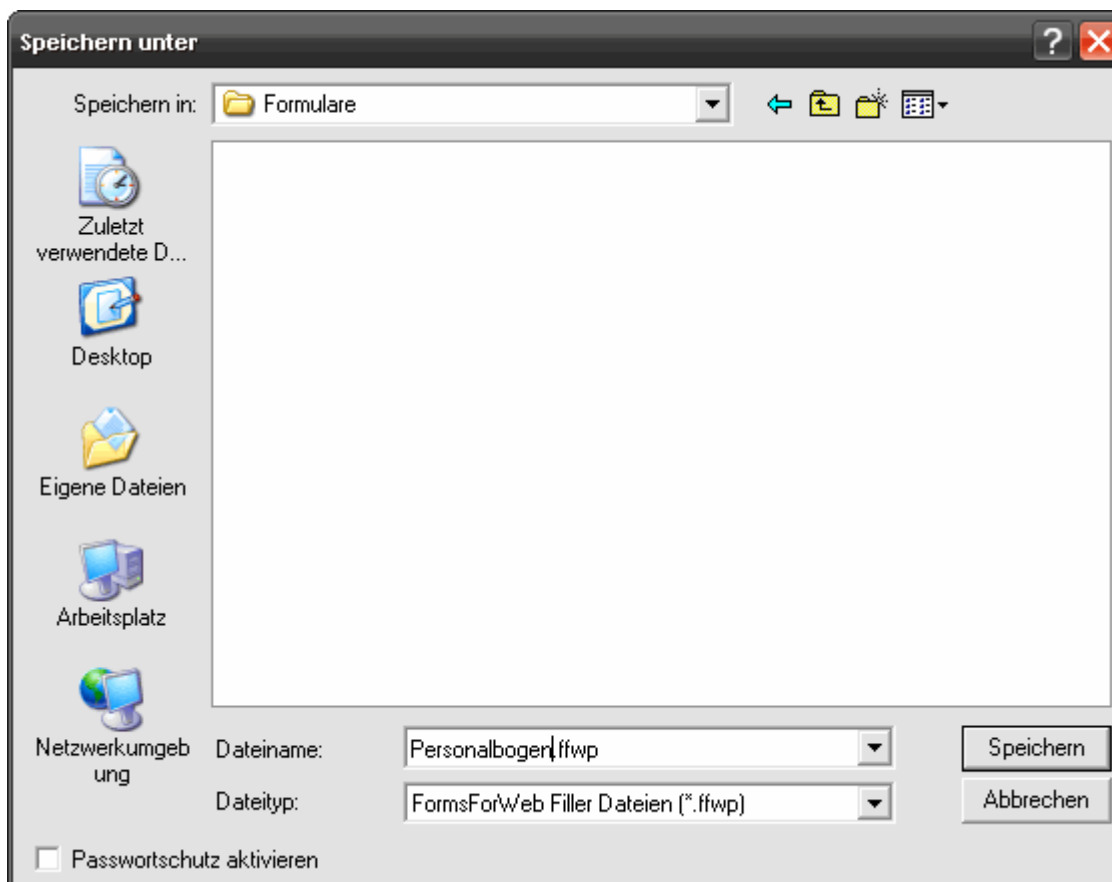 Speichern unter
Speichern in: Formulare
Zuletzt
verwendete D...
Desktop
Eigene Dateien
Arbeitsplatz
Netzwerkumgeb
ung
Dateiname: Personalbogen.ffwp Speichern
Dateityp: FormsForWeb Filler Dateien (*.ffwp) Abbrechen
Passwortschutz aktivieren